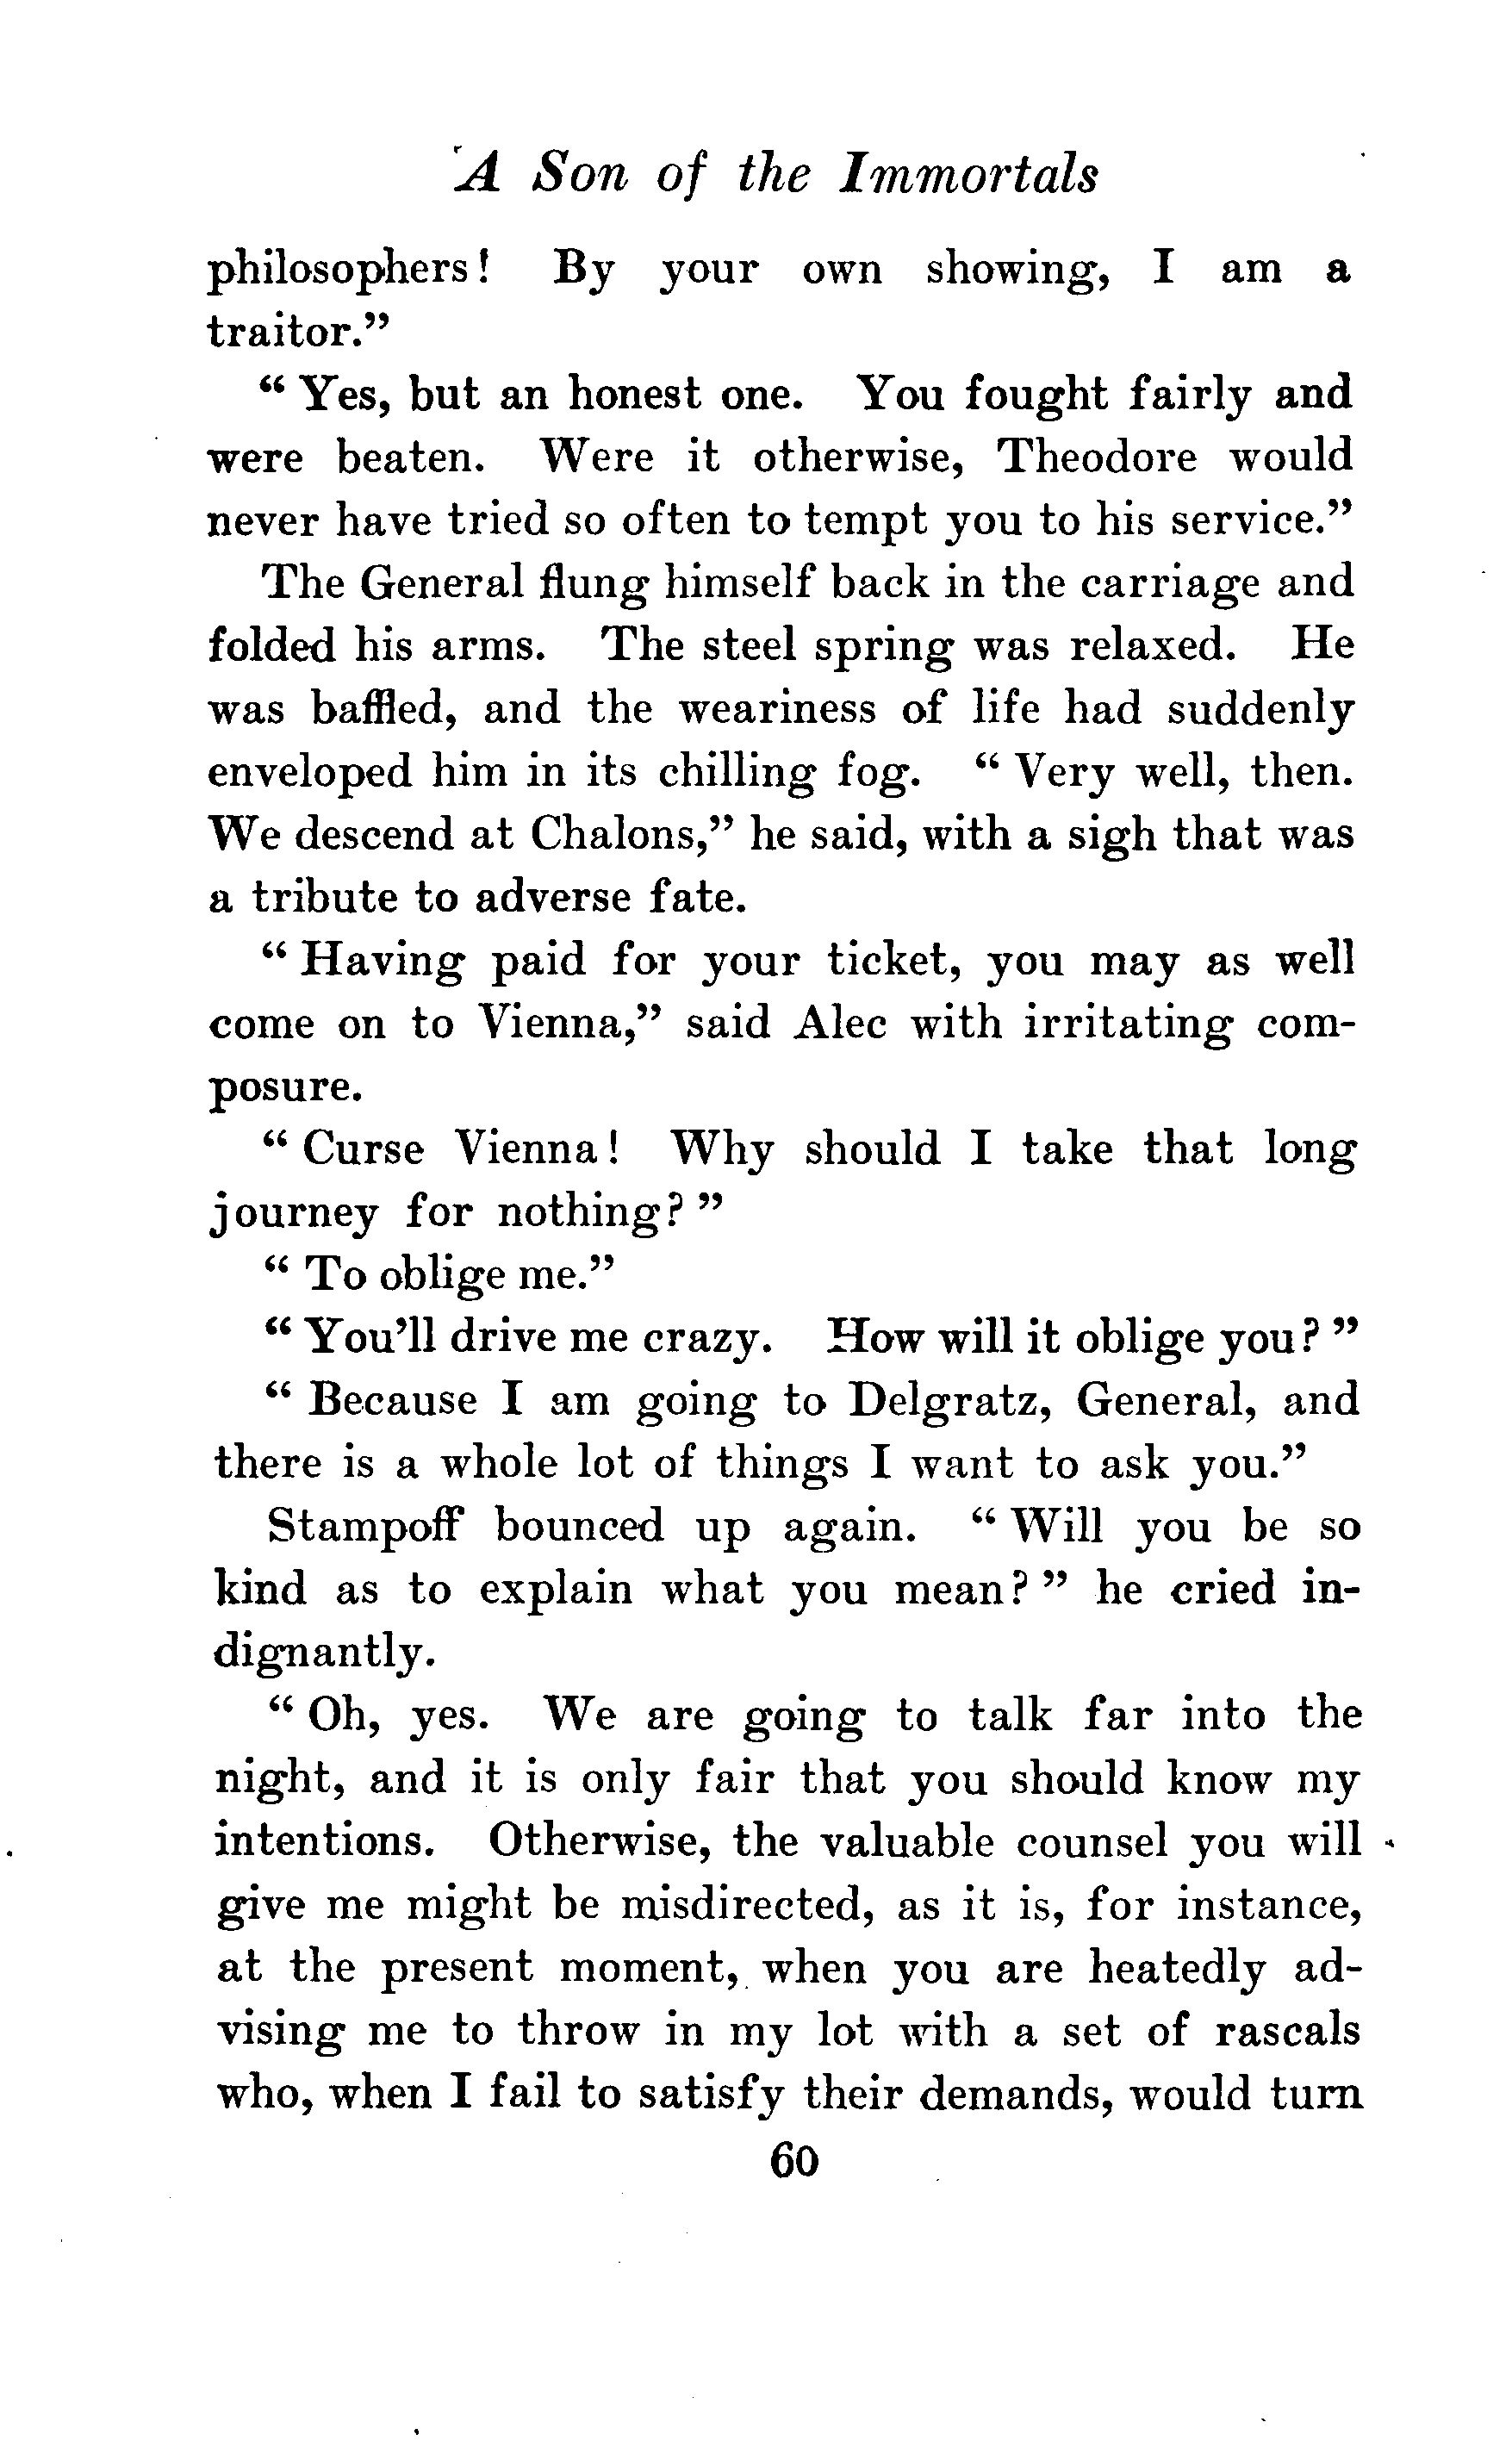 A Son of the Immortals
philosophers! By your own showing, I am a
traitor.”
“ Yes, but an honest one. You fought fairly and
were beaten. Were it otherwise, Theodore would
never have tried so often to tempt you to his service.”
The General flung himself back in the carriage and
folded his arms. The steel spring was relaxed. He
was baffled, and the weariness of life had suddenly
enveloped him in its chilling fog. “ Very well, then.
We descend at Chalons,” he said, with a sigh that was
a tribute to adverse fate.
“ Having paid for your ticket, you may as well
come on to Vienna,” said Alec with irritating com-
posure.
“ Curse Vienna! Why should I take that long
journey for nothing? ”
“ To oblige me.”
“ You’ll drive me crazy. How will it oblige you? ”
“ Because I am going to Delgratz, General, and
there is a whole lot of things I want to ask you.”
Stampoff bounced up again. “ Will you be so
kind as to explain what you mean? ” he cried in-
dignantly.
“ Oh, yes. We are going to talk far into the
night, and it is only fair that you should know my
intentions. Otherwise, the valuable counsel you will
give me might be misdirected, as it is, for instance,
at the present moment, when you are heatedly ad-
vising me to throw in my lot with a set of rascals
who, when I fail to satisfy their demands, would turn
60